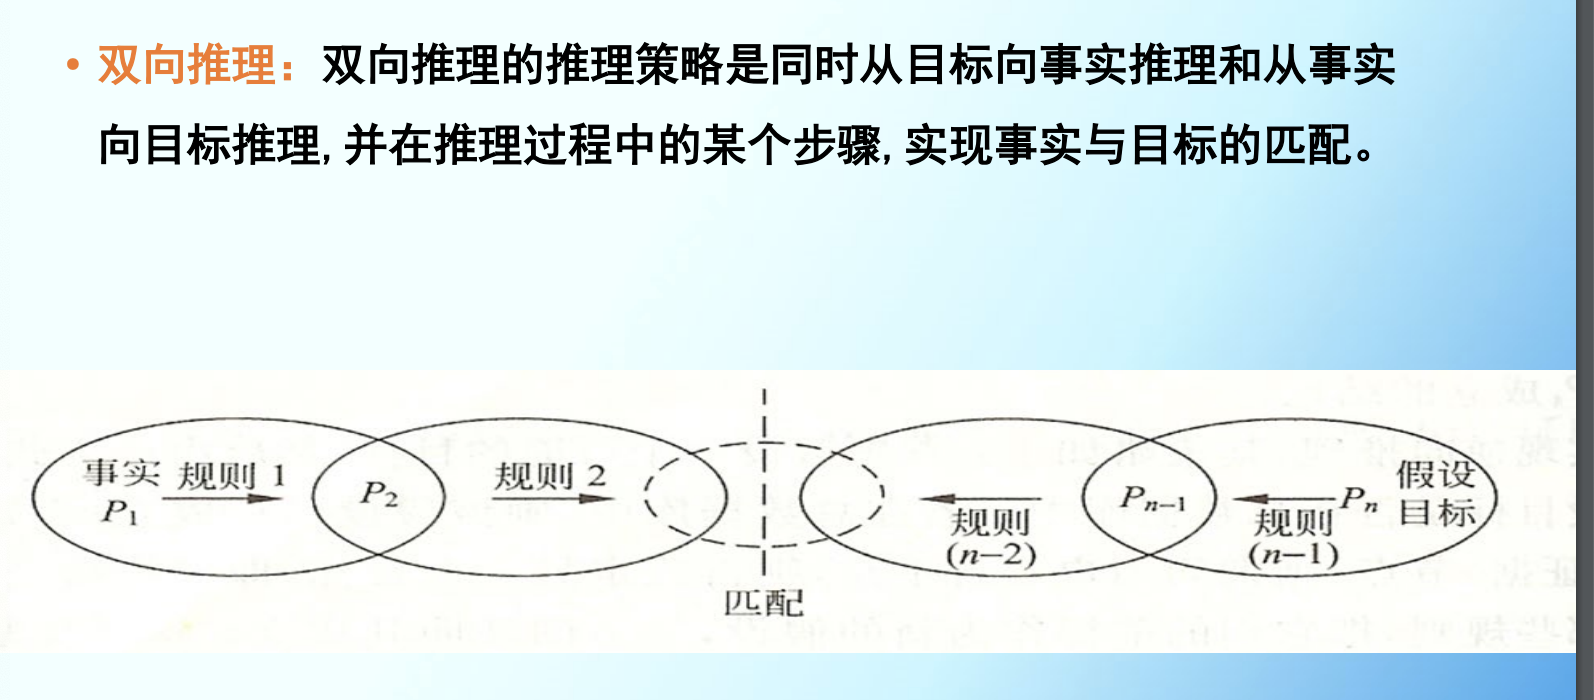 • 双向推理：双向推理的推理策略是同时从目标向事实推理和从事实
向目标推理,并在推理过程中的某个步骤,实现事实与目标的匹配。
事实 规则 1
P1
P2
规则 2
匹配
规则
(n−2)
Pn−1
规则
(n−1)
Pn
假设
目标